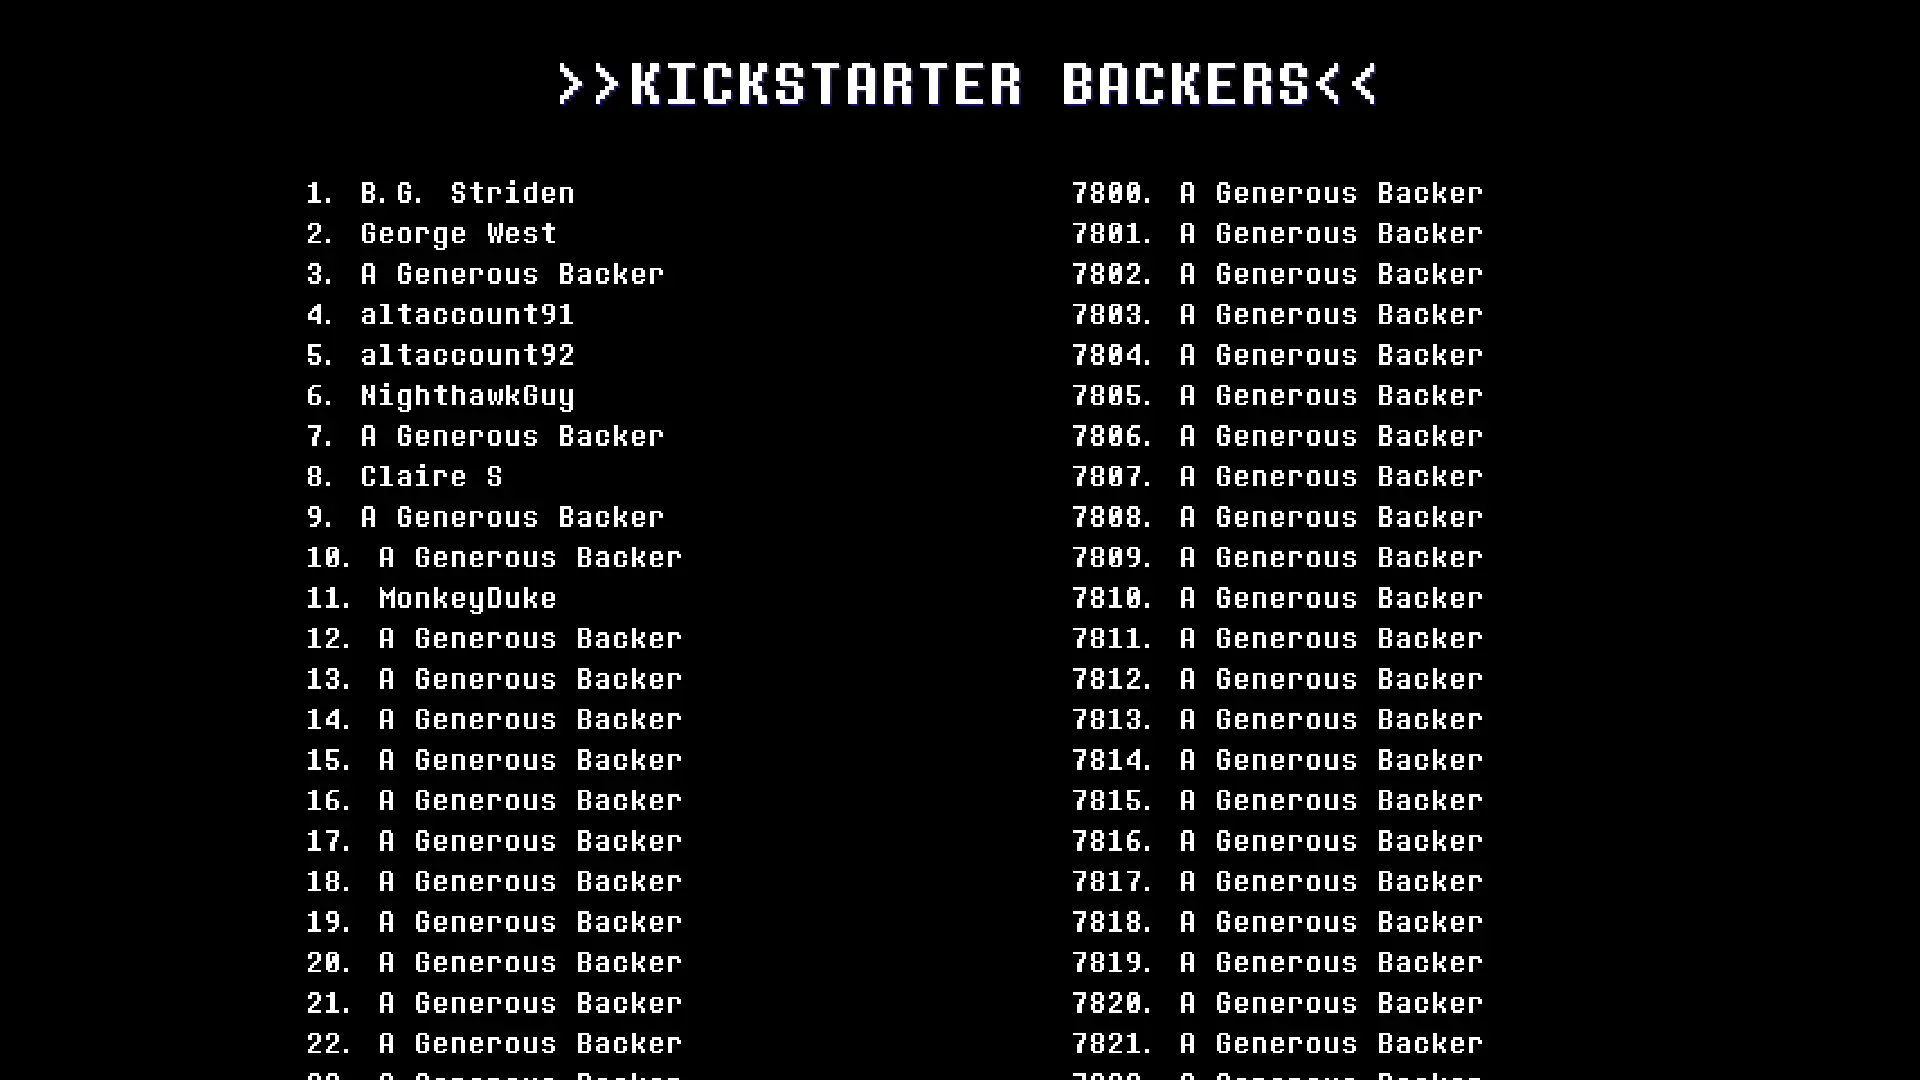 >>KICKSTARTER BACKERS<<
1. B.G. Striden
2. George West
3. A Generous Backer
4. altaccount91
5. altaccount92
6. NighthawkGuy
7. A Generous Backer
8. Claire S
9. A Generous Backer
10. A Generous Backer
11. MonkeyDuke
12. A Generous Backer
13. A Generous Backer
14. A Generous Backer
15. A Generous Backer
16. A Generous Backer
17. A Generous Backer
18. A Generous Backer
19. A Generous Backer
20. A Generous Backer
21. A Generous Backer
22. A Generous Backer
7800. A Generous Backer
7801. A Generous Backer
7802. A Generous Backer
7803. A Generous Backer
7804. A Generous Backer
7805. A Generous Backer
7806. A Generous Backer
7807. A Generous Backer
7808. A Generous Backer
7809. A Generous Backer
7810. A Generous Backer
7811. A Generous Backer
7812. A Generous Backer
7813. A Generous Backer
7814. A Generous Backer
7815. A Generous Backer
7816. A Generous Backer
7817. A Generous Backer
7818. A Generous Backer
7819. A Generous Backer
7820. A Generous Backer
7821. A Generous Backer